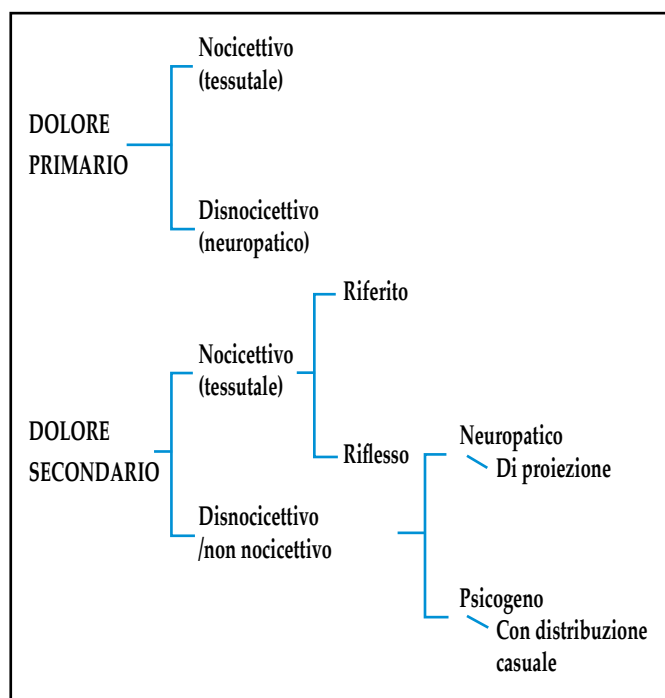 Nocicettivo
(tessutale)
DOLORE
PRIMARIO
Disnocicettivo
(neuropatico)
Riferito
Nocicettivo
(tessutale)
DOLORE
SECONDARIO
Riflesso
Neuropatico
Di proiezione
Disnocicettivo
/non nocicettivo
Psicogeno
Con distribuzione
casuale